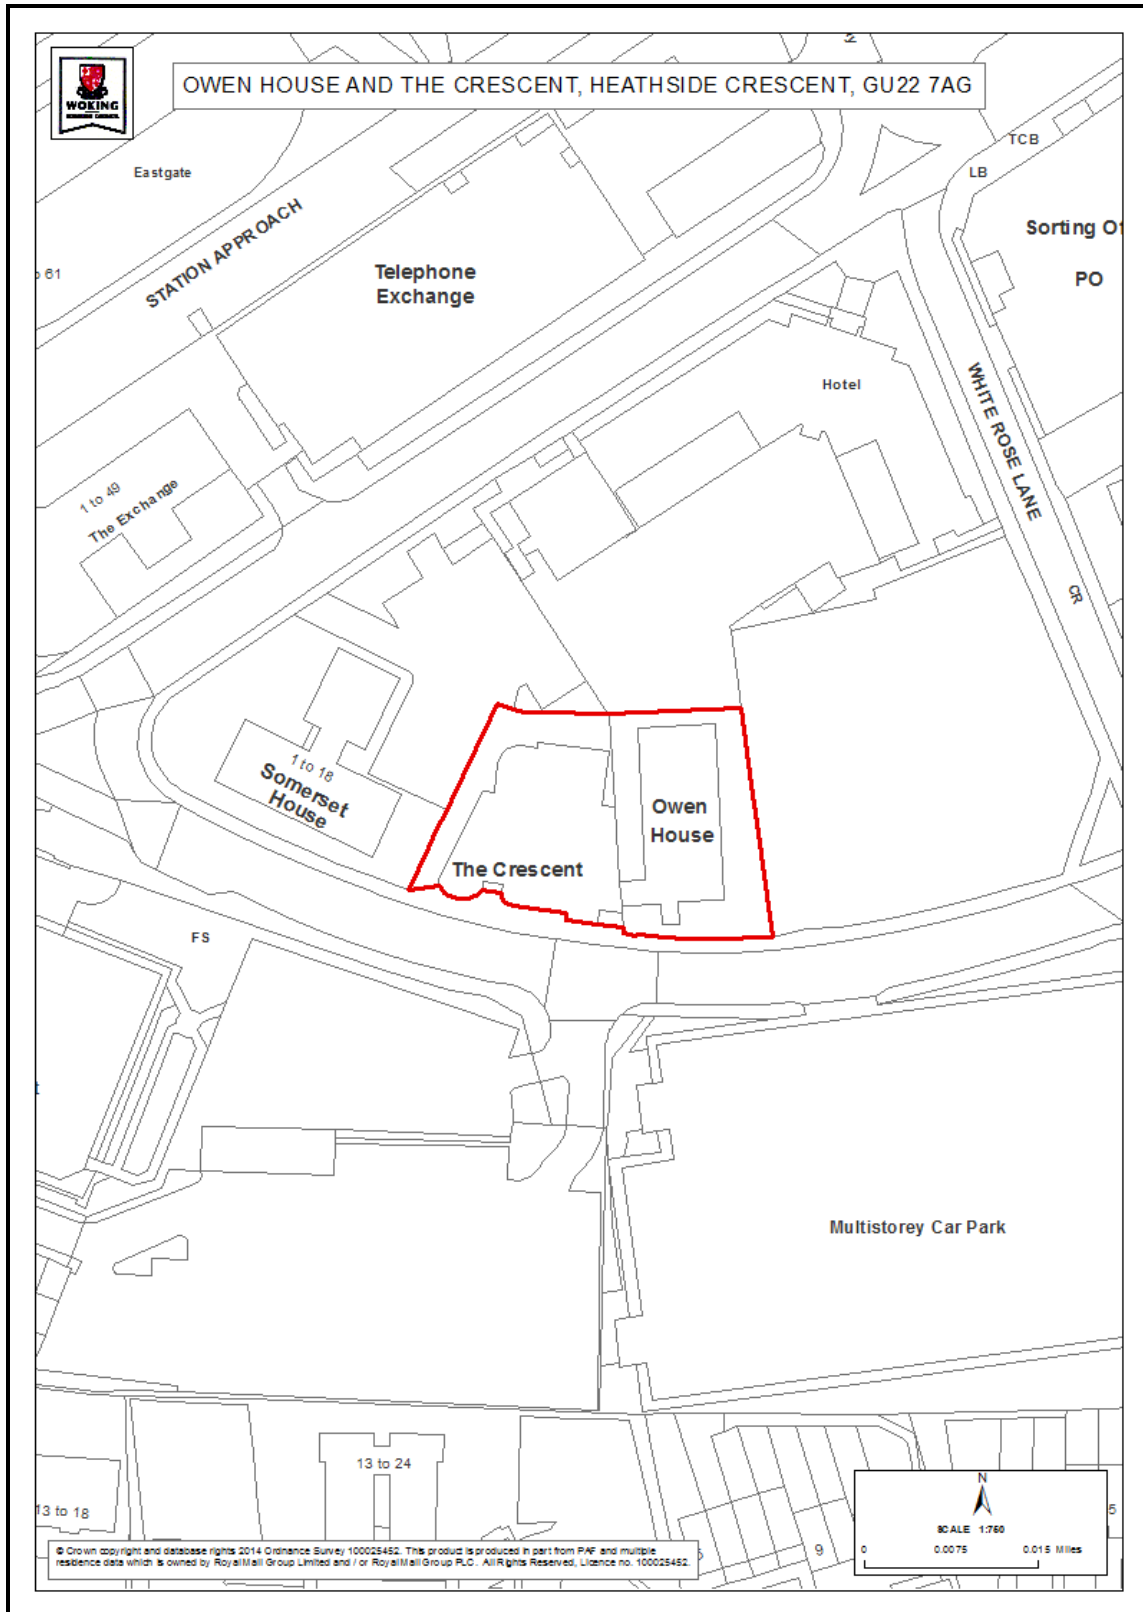 OWEN HOUSE AND THE CRESCENT, HEATHSIDE CRESCENT, GU22 7AG
WOKING
BOROUGH COUNCIL
Eastgate
STATION APPROACH
61
Telephone
Exchange
TCB
LB
Sorting Of
PO
Hotel
WHITE ROSE LANE
CR
1 to 49
The Exchange
1 to 18
Somerset
House
Owen
House
The Crescent
FS
Multistorey Car Park
13 to 24
13 to 18
9
5
N
SCALE 1:750
0 0.0075 0.015 Miles
© Crown copyright and database rights 2014 Ordnance Survey 100025452. This product is produced in part from PAF and multiple
residence data which is owned by Royal Mail Group Limited and / or Royal Mail Group PLC. All Rights Reserved, Licence no. 100025452.